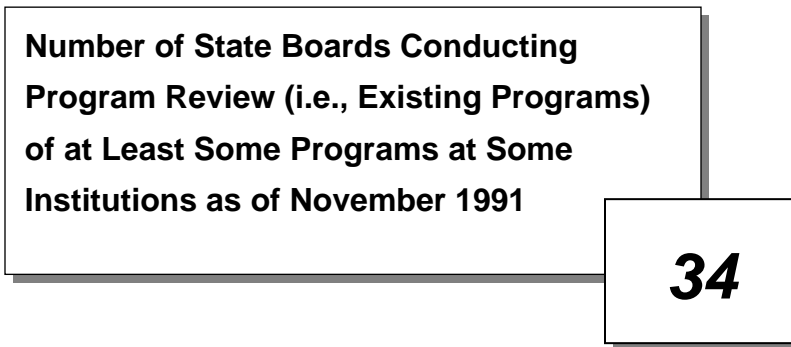 Number of State Boards Conducting
Program Review (i.e., Existing Programs)
of at Least Some Programs at Some
Institutions as of November 1991
34